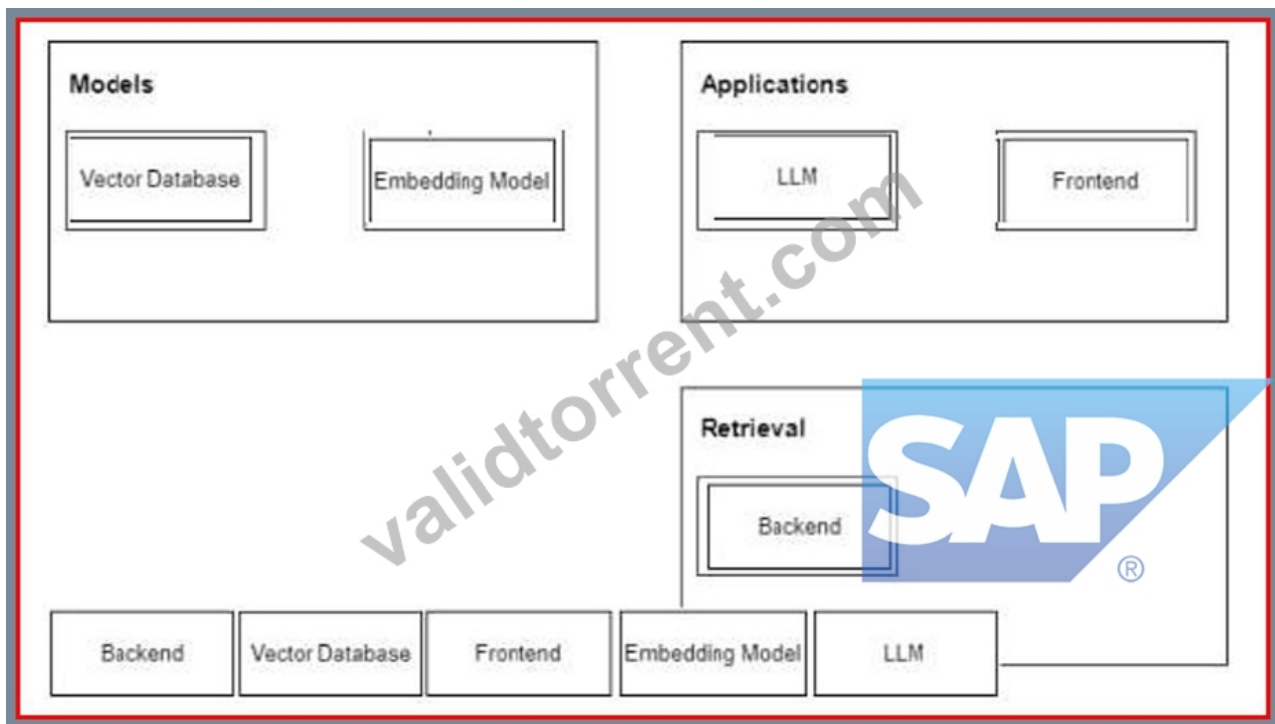 Models
Applications
Vector Database
Embedding Model
LLM
Frontend
validtorrent.com
Retrieval
SAP
®
Backend
Backend
Vector Database
Frontend
Embedding Model
LLM